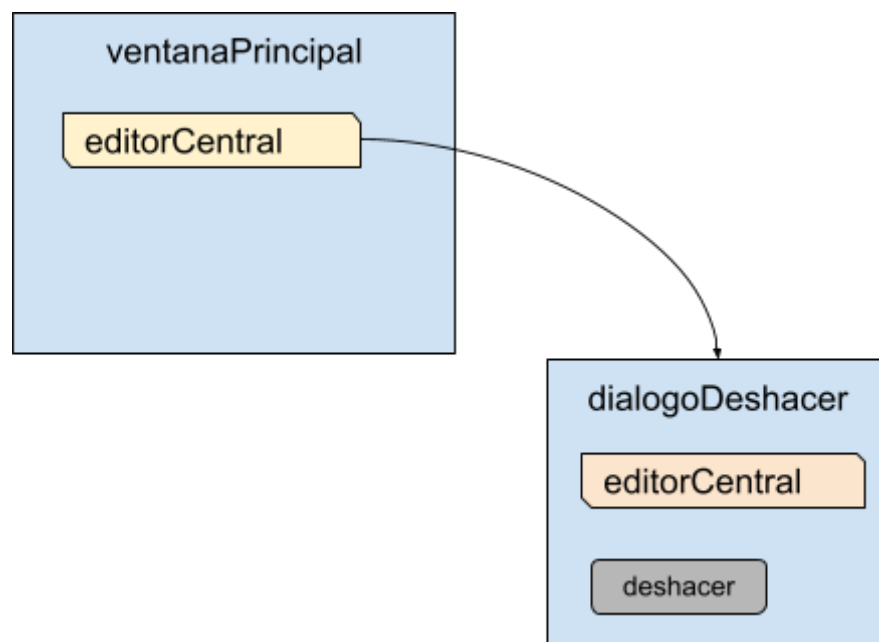 ventanaPrincipal
editorCentral
dialogoDeshacer
editorCentral
deshacer